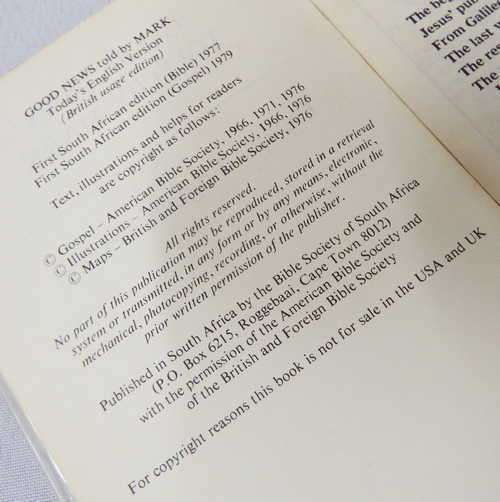 GOOD NEWS told by MARK
Today's English Version
(British usage edition)
First South African edition (Bible) 1977
First South African edition (Gospel) 1979
Text, illustrations and helps for readers
are copyright as follows:
© Gospel – American Bible Society, 1966, 1971, 1976
© Illustrations – American Bible Society, 1966, 1976
© Maps – British and Foreign Bible Society, 1976
All rights reserved.
No part of this publication may be reproduced, stored in a retrieval
system or transmitted, in any form or by any means, electronic,
mechanical, photocopying, recording, or otherwise, without the
prior written permission of the publisher.
Published in South Africa by the Bible Society of South Africa
(P.O. Box 6215, Roggebaai, Cape Town 8012)
with the permission of the American Bible Society and
of the British and Foreign Bible Society
For copyright reasons this book is not for sale in the USA and UK
The
Jesus'
From
The last
The